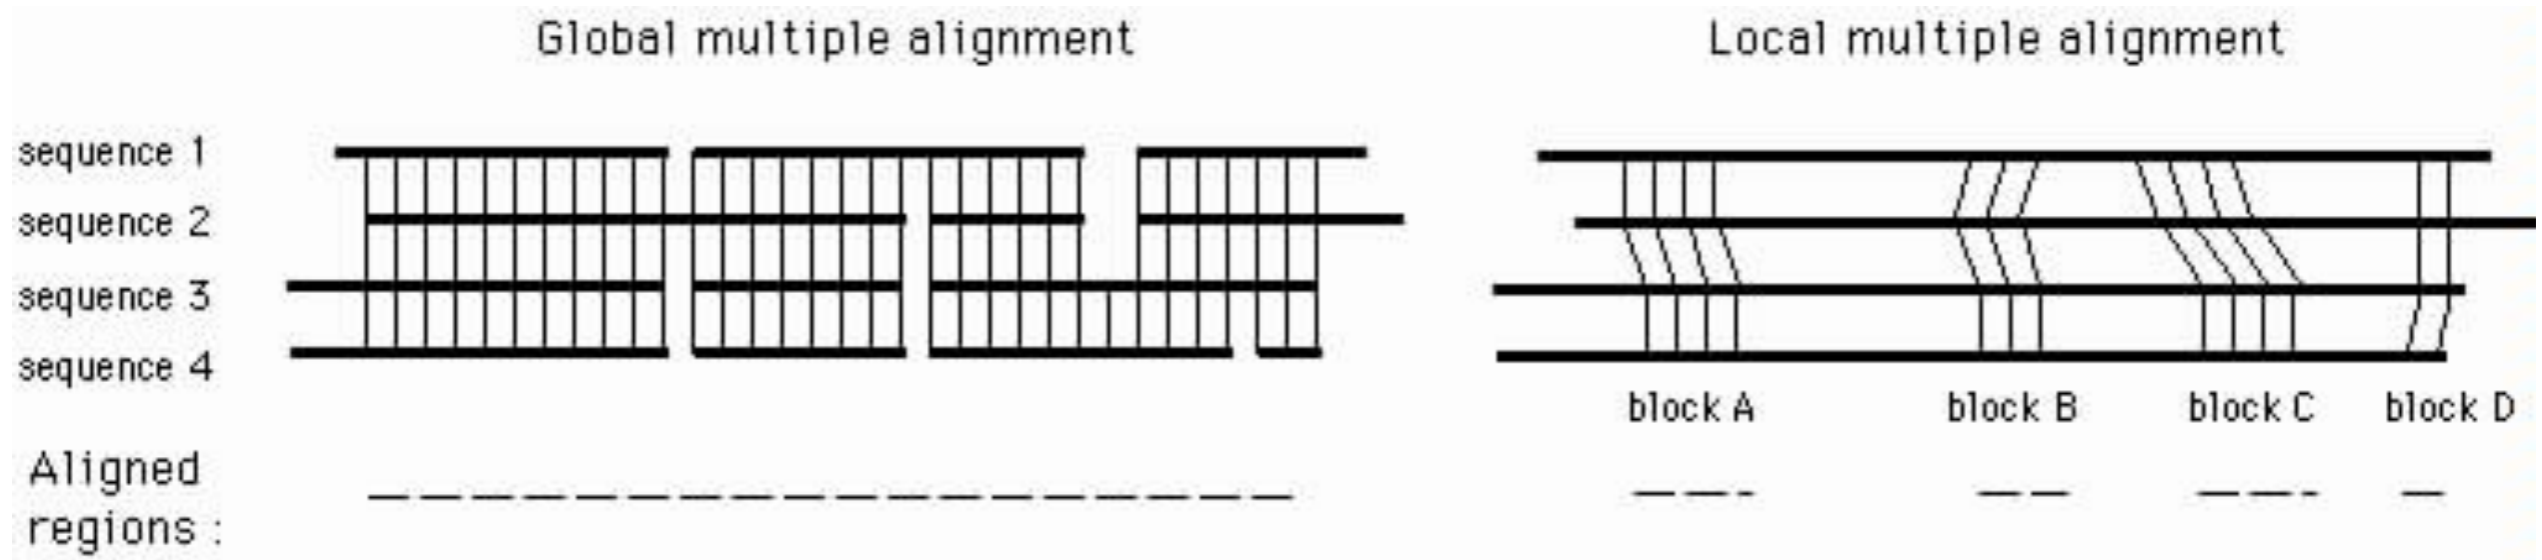 Global multiple alignment
Local multiple alignment
sequence 1
sequence 2
sequence 3
sequence 4
block A
block B
block C
block D
Aligned
regions :